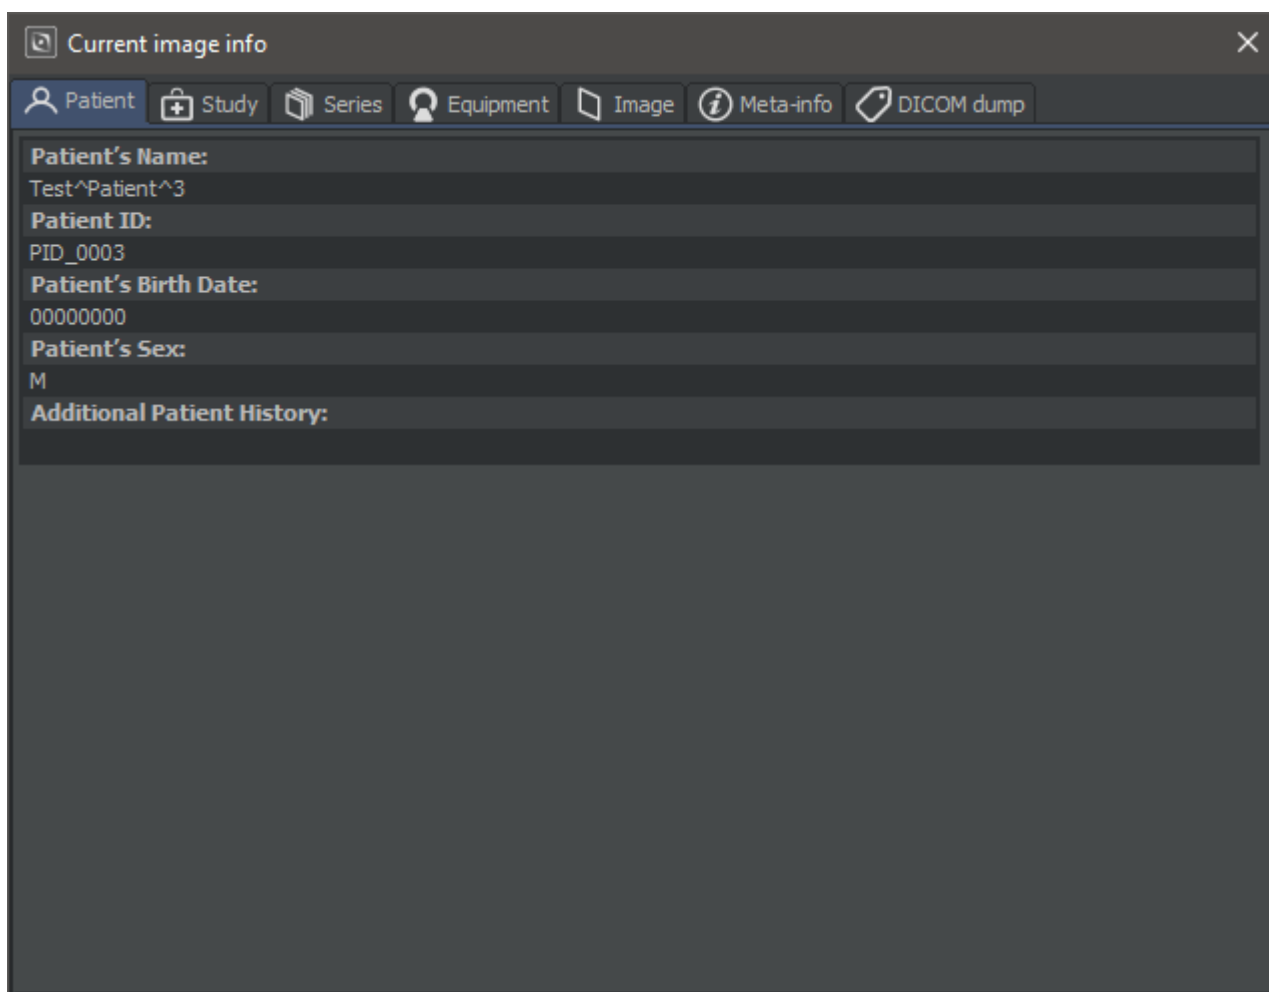 Current image info
Patient Study Series Equipment Image Meta-info DICOM dump
Patient's Name:
Test^Patient^3
Patient ID:
PID_0003
Patient's Birth Date:
00000000
Patient's Sex:
M
Additional Patient History: